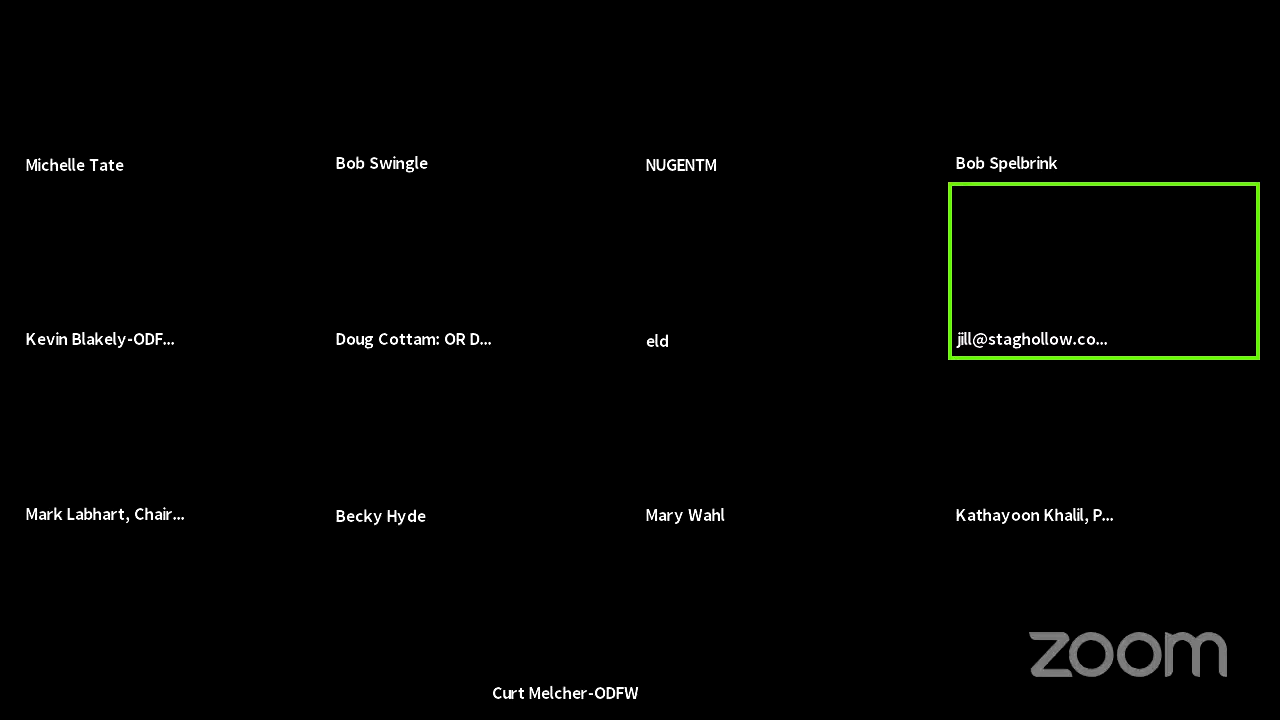 Michelle Tate
Bob Swingle
NUGENTM
Bob Spelbrink
Kevin Blakely-ODF...
Doug Cottam: OR D...
eld
jill@staghollow.co...
Mark Labhart, Chair...
Becky Hyde
Mary Wahl
Kathayoon Khalil, P...
Curt Melcher-ODFW
zoom